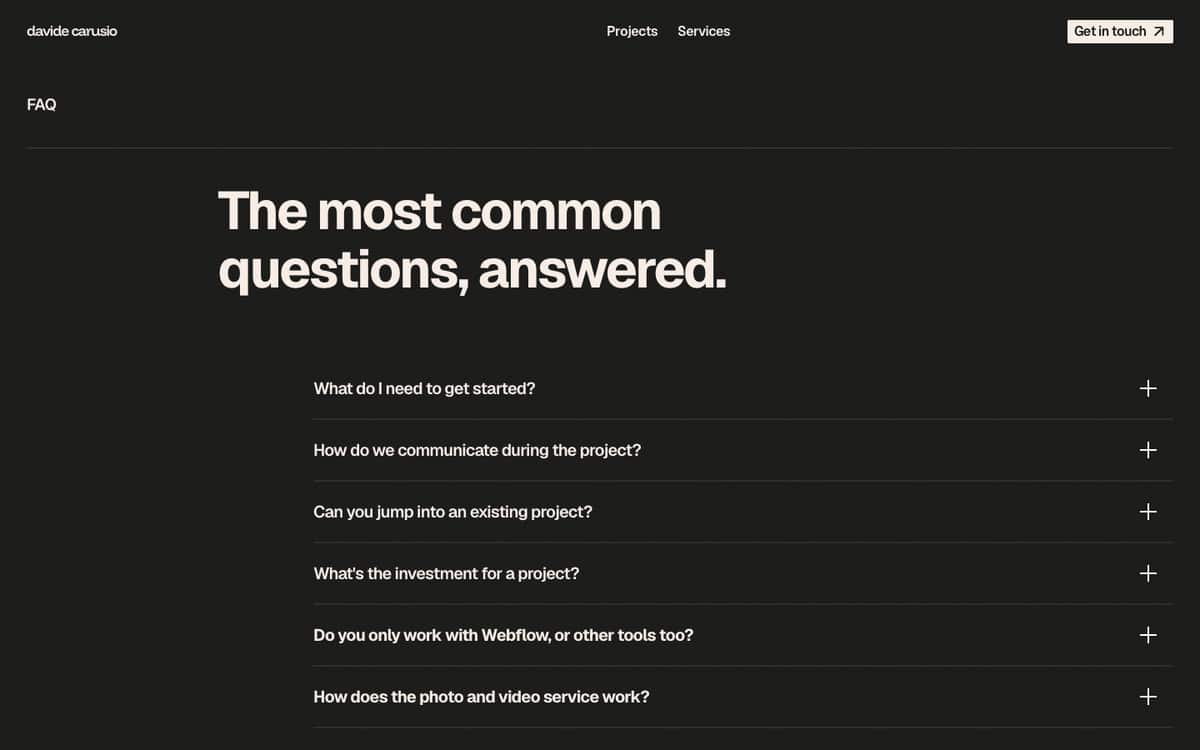 davide carusio
Projects
Services
Get in touch
FAQ
The most common
questions, answered.
What do I need to get started?
How do we communicate during the project?
Can you jump into an existing project?
What's the investment for a project?
Do you only work with Webflow, or other tools too?
How does the photo and video service work?